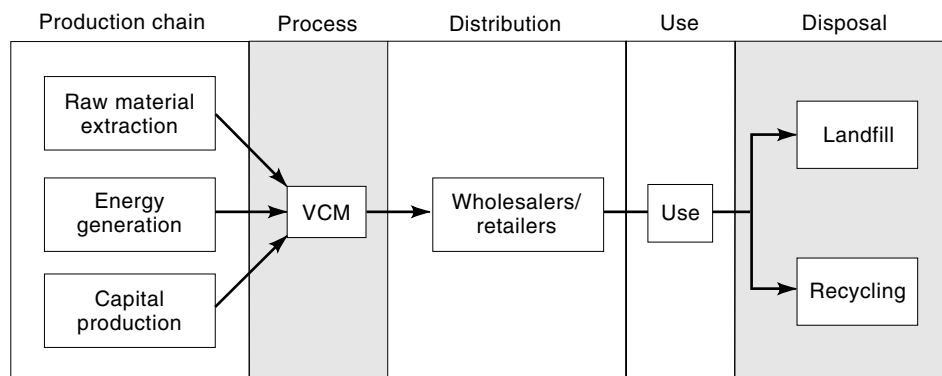 Production chain
Process
Distribution
Use
Disposal
Raw material
extraction
Energy
generation
Capital
production
VCM
Wholesalers/
retailers
Use
Landfill
Recycling